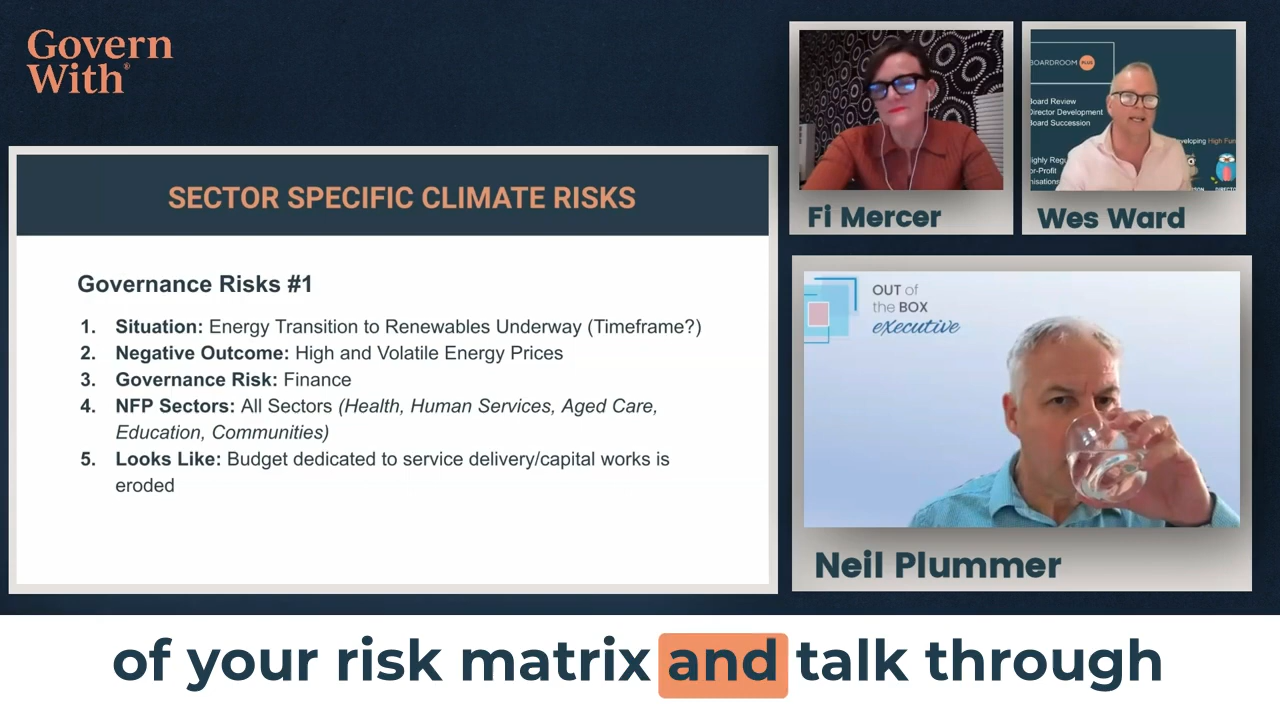 Govern
With®
SECTOR SPECIFIC CLIMATE RISKS
Governance Risks #1
1. Situation: Energy Transition to Renewables Underway (Timeframe?)
2. Negative Outcome: High and Volatile Energy Prices
3. Governance Risk: Finance
4. NFP Sectors: All Sectors (Health, Human Services, Aged Care,
Education, Communities)
5. Looks Like: Budget dedicated to service delivery/capital works is
eroded
Fi Mercer
BOARDROOM PLUS
Board Review
Director Development
Board Succession
Wes Ward
OUT of
the BOX
executive
Neil Plummer
of your risk matrix and talk through